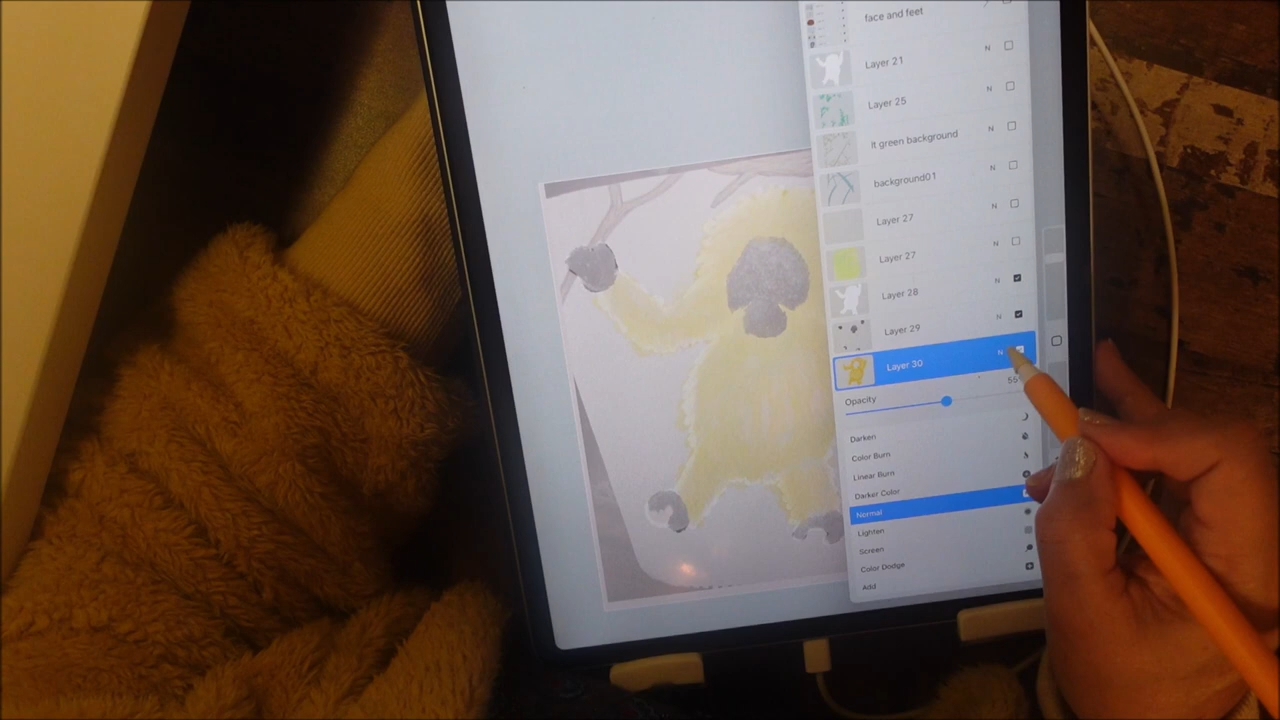 face and feet
Layer 21 N
Layer 25 N
lt green background N
background01 N
Layer 27 N
Layer 27 N
Layer 28 N
Layer 29 N
Layer 30 N
Opacity
Darken
Color Burn
Linear Burn
Darker Color
Normal
Lighten
Screen
Color Dodge
Add